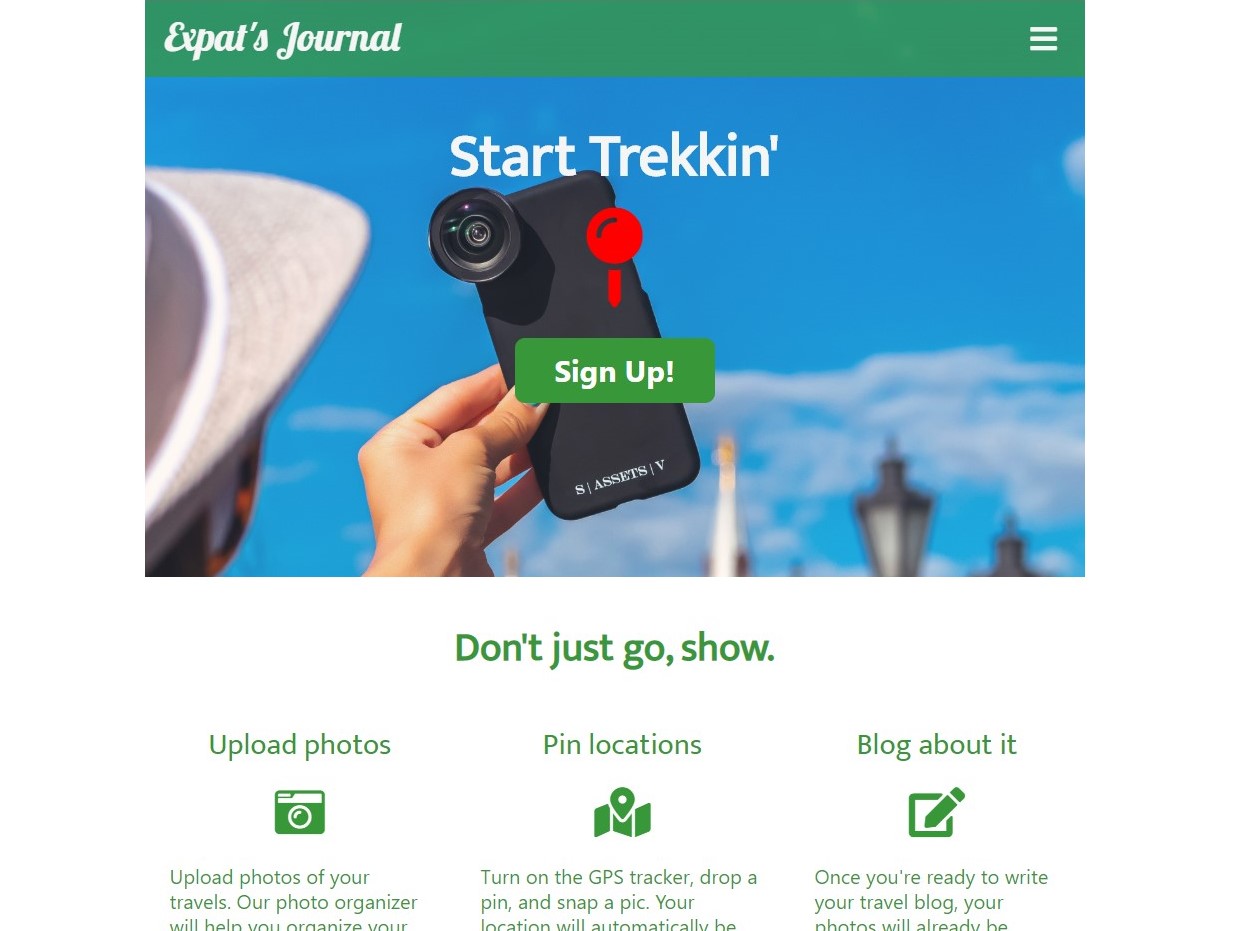 Expat's Journal
Start Trekkin'
Sign Up!
S | ASSETS | V
Don't just go, show.
Upload photos
Pin locations
Blog about it
Upload photos of your
travels. Our photo organizer
will help you organize your
Turn on the GPS tracker, drop a
pin, and snap a pic. Your
location will automatically be
Once you're ready to write
your travel blog, your
photos will already be